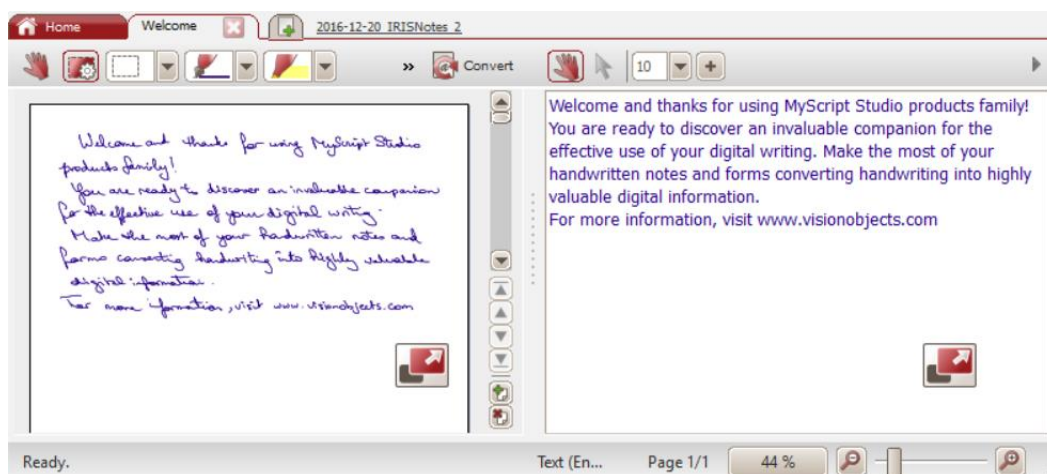 Home
Welcome
2016-12-20 IRISNotes 2
»
Convert
10
Welcome and thanks for using MyScript Studio
products family!
You are ready to discover an invaluable companion
for the effective use of your digital writing.
Make the most of your handwritten notes and
forms converting handwriting into highly valuable
digital information.
For more information, visit www.visionobjects.com
Welcome and thanks for using MyScript Studio products family!
You are ready to discover an invaluable companion for the
effective use of your digital writing. Make the most of your
handwritten notes and forms converting handwriting into highly
valuable digital information.
For more information, visit www.visionobjects.com
Ready.
Text (En...
Page 1/1
44 %